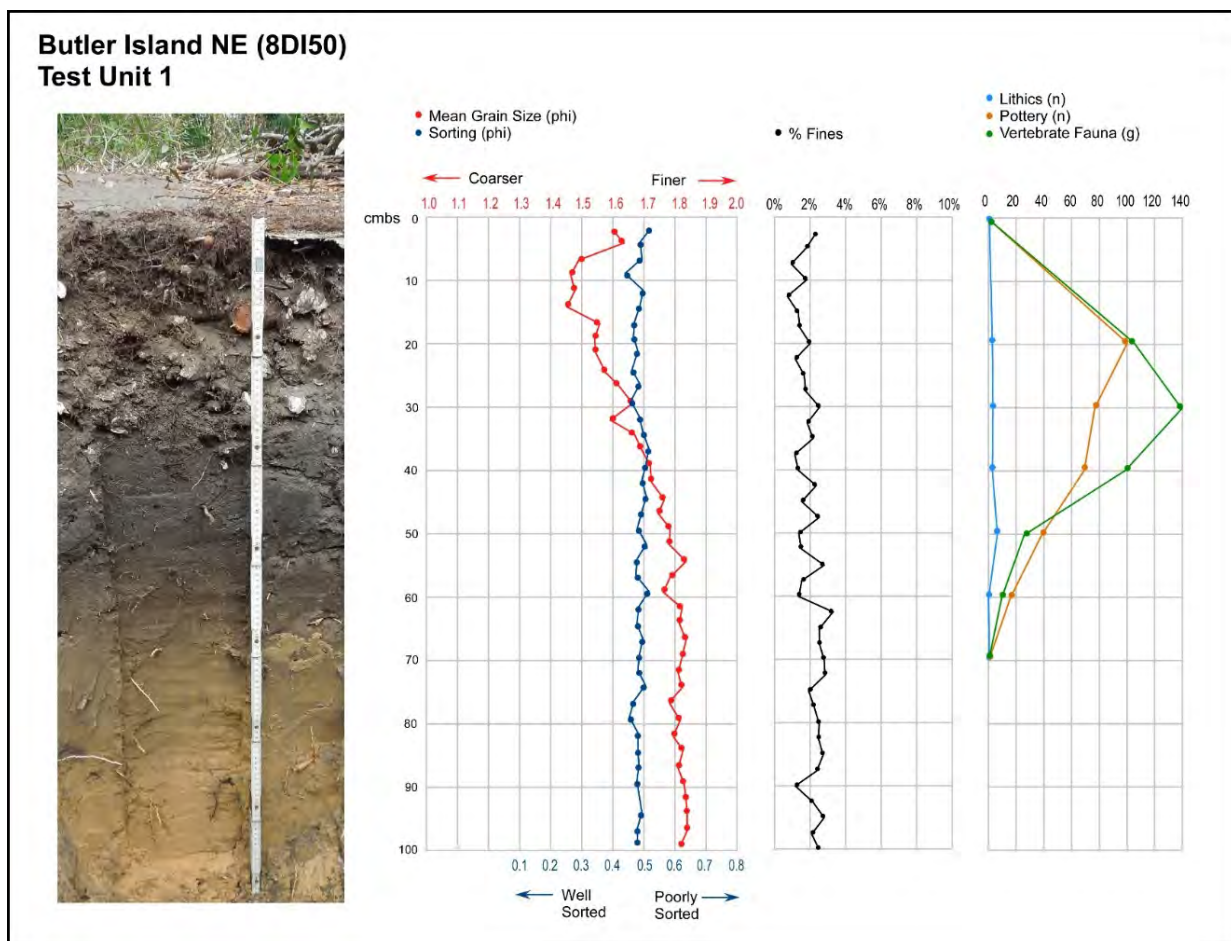 Butler Island NE (8DI50)
Test Unit 1
Mean Grain Size (phi)
Sorting (phi)
% Fines
Lithics (n)
Pottery (n)
Vertebrate Fauna (g)
Coarser
Finer
1.0 1.1 1.2 1.3 1.4 1.5 1.6 1.7 1.8 1.9 2.0
cmbs
0
10
20
30
40
50
60
70
80
90
100
0.1 0.2 0.3 0.4 0.5 0.6 0.7 0.8
Well
Sorted
Poorly
Sorted
0% 2% 4% 6% 6% 8% 10%
0 20 40 60 80 100 120 140